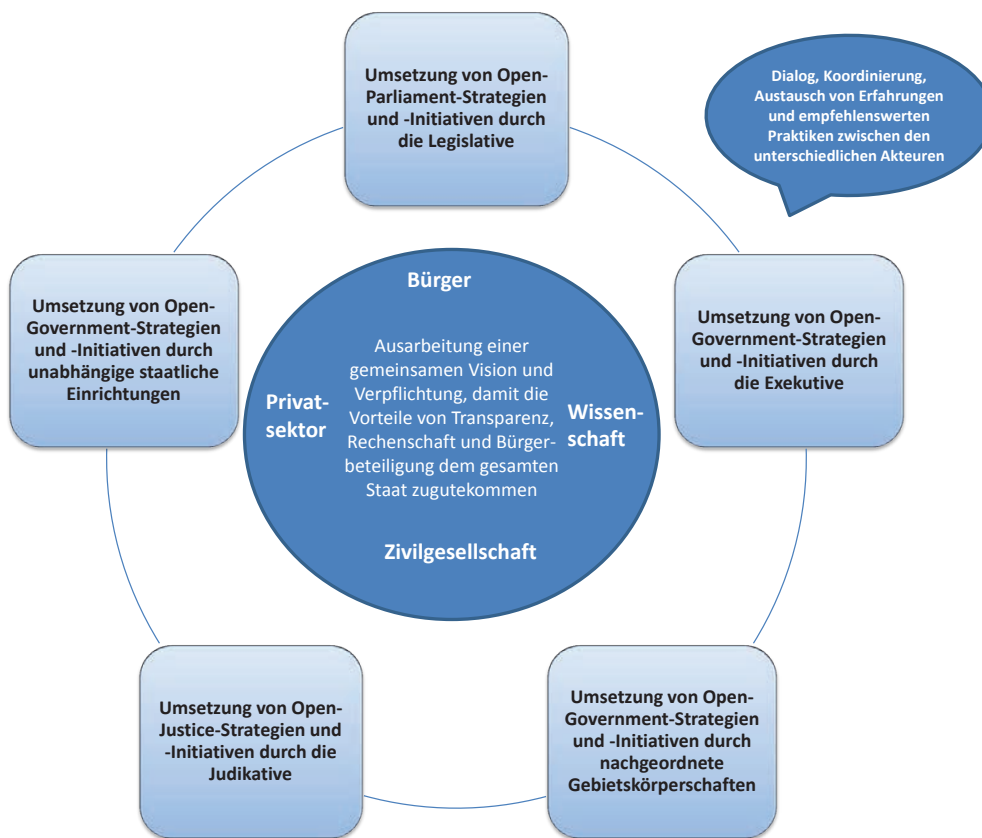 Umsetzung von Open-
Parliament-Strategien
und -Initiativen durch
die Legislative
Dialog, Koordinierung,
Austausch von Erfahrungen
und empfehlenswerten
Praktiken zwischen den
unterschiedlichen Akteuren
Umsetzung von Open-
Government-Strategien
und -Initiativen durch
unabhängige staatliche
Einrichtungen
Bürger
Ausarbeitung einer
gemeinsamen Vision und
Verpflichtung, damit die
Vorteile von Transparenz,
Rechenschaft und Bürger-
beteiligung dem gesamten
Staat zugutekommen
Privat-
sektor
Wissen-
schaft
Zivilgesellschaft
Umsetzung von Open-
Government-Strategien
und -Initiativen durch
die Exekutive
Umsetzung von Open-
Justice-Strategien und
-Initiativen durch die
Judikative
Umsetzung von Open-
Government-Strategien
und -Initiativen durch
nachgeordnete
Gebietskörperschaften